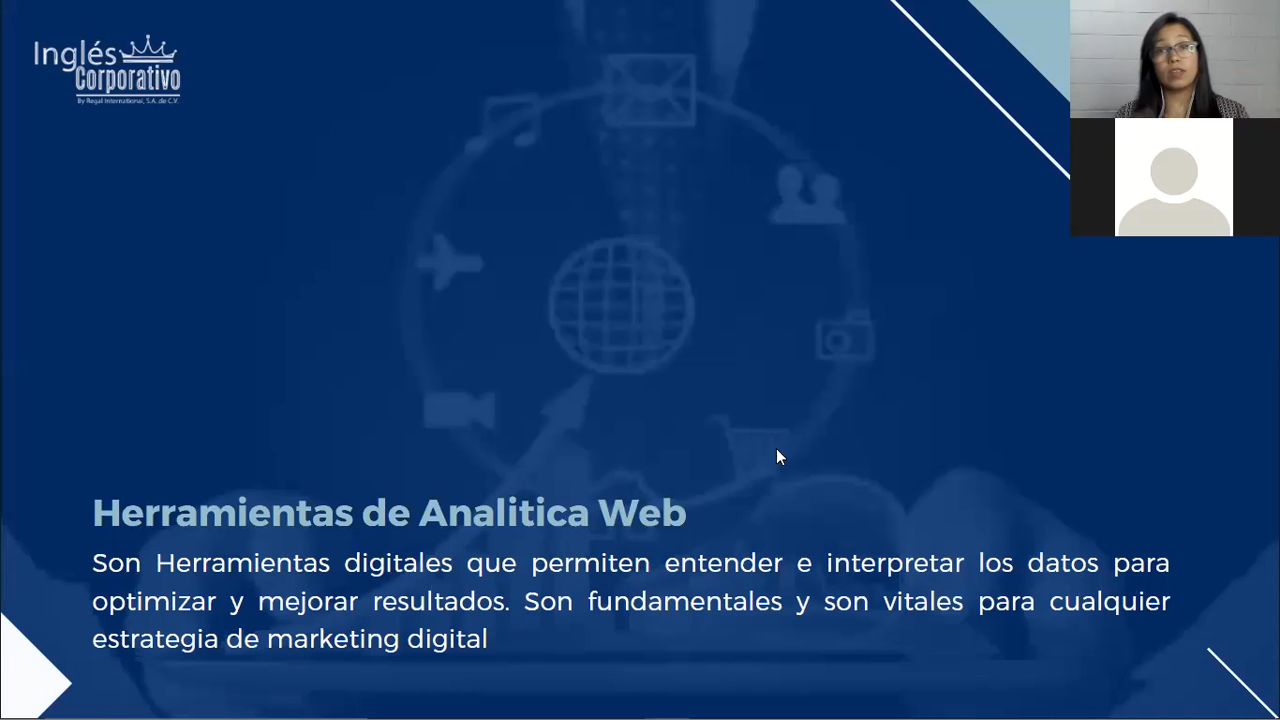 Inglés
Corporativo
By Regal International, S.A. de C.V.
Herramientas de Analitica Web
Son Herramientas digitales que permiten entender e interpretar los datos para
optimizar y mejorar resultados. Son fundamentales y son vitales para cualquier
estrategia de marketing digital